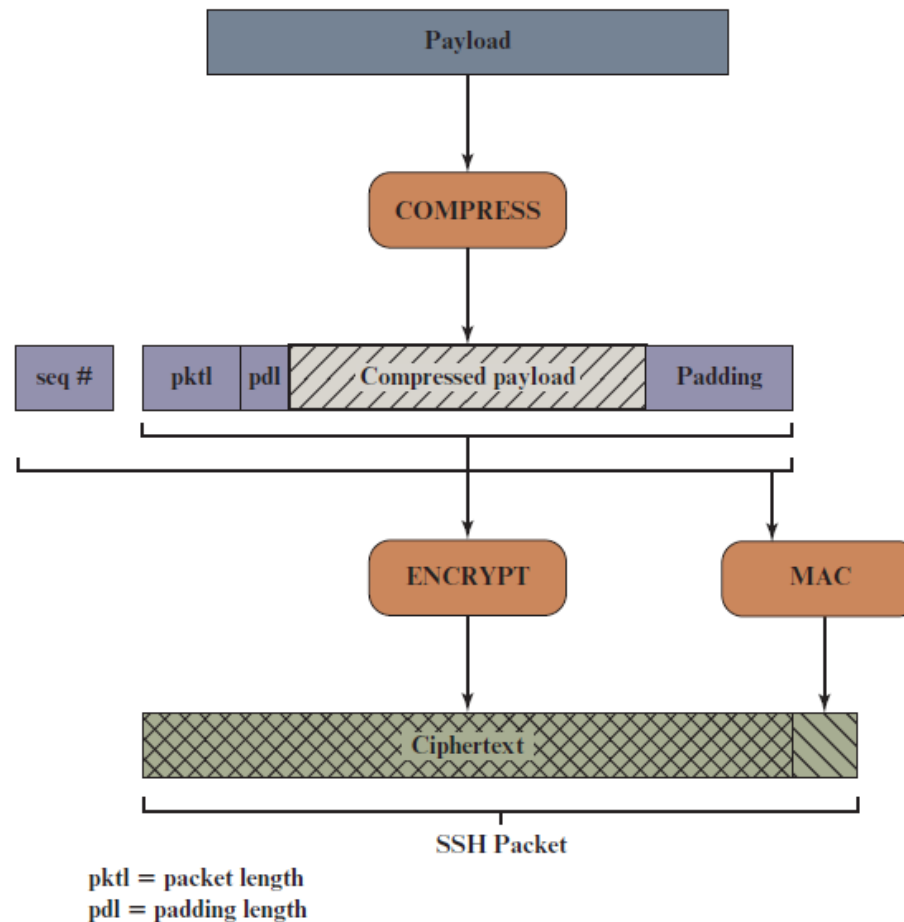 Payload
COMPRESS
seq # pktl pdl Compressed payload Padding
ENCRYPT MAC
Ciphertext
SSH Packet
pktl = packet length
pdl = padding length